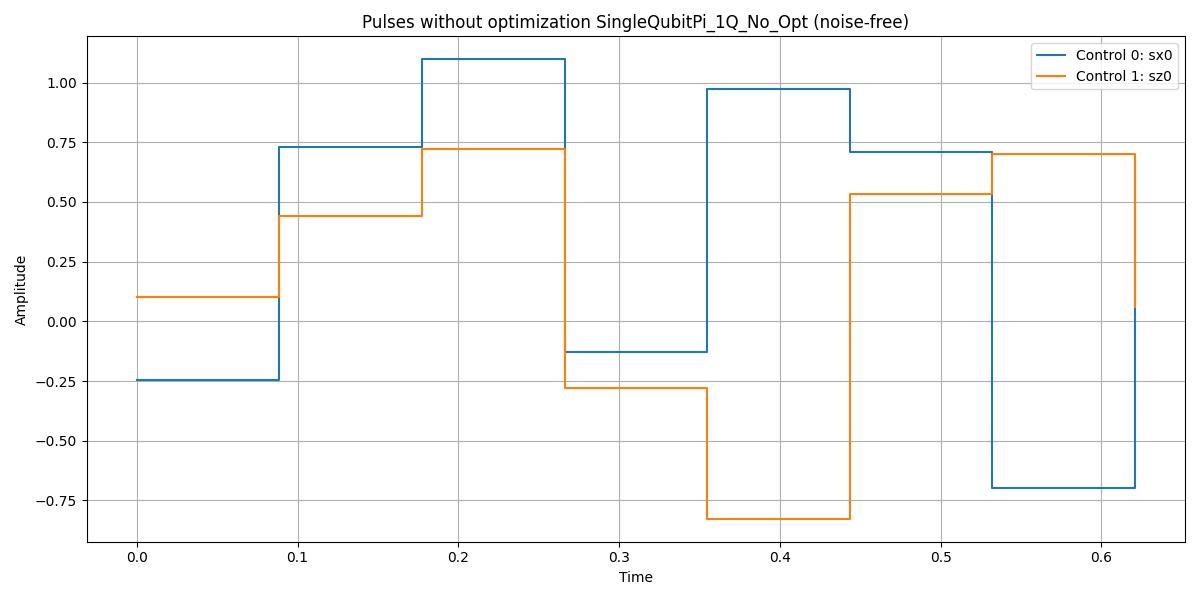 Pulses without optimization SingleQubitPi_1Q_No_Opt (noise-free)
Control 0: sx0
Control 1: sz0
Amplitude
1.00
0.75
0.50
0.25
0.00
−0.25
−0.50
−0.75
0.0 0.1 0.2 0.3 0.4 0.5 0.6
Time